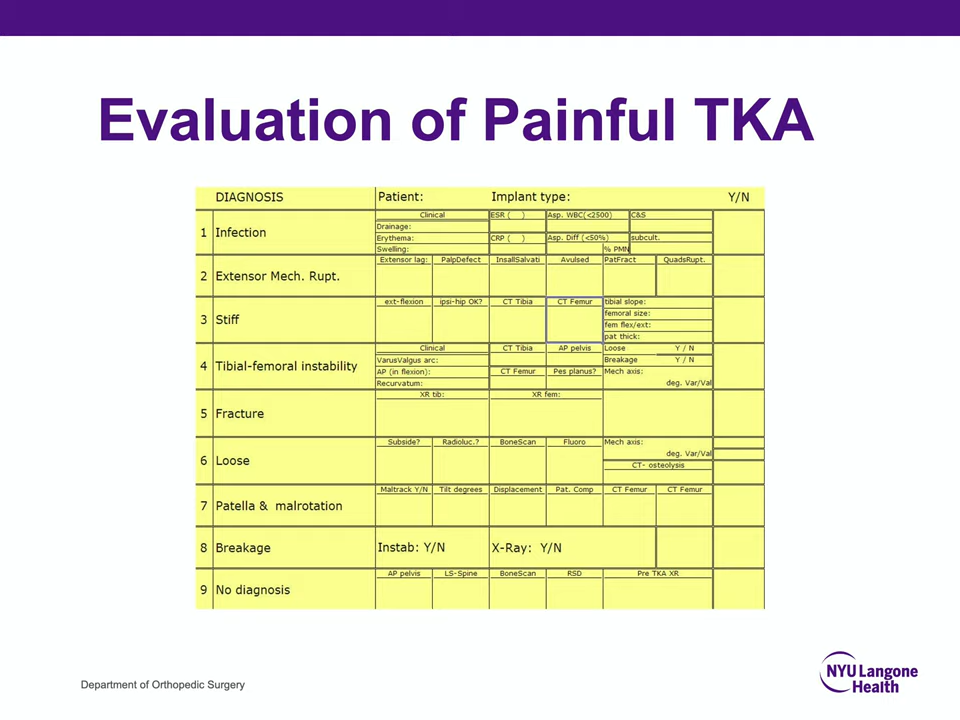 Evaluation of Painful TKA
DIAGNOSIS Patient: Implant type: Y/N
1 Infection
Clinical ESR ( ) Asp. WBC(<2500) C&S
Drainage:
Erythema: CRP ( ) Asp. Diff (<50%) subcult.
Swelling: % PMN
2 Extensor Mech. Rupt.
Extensor lag: PalpDefect InsallSalvati Avulsed PatFract QuadsRupt.
3 Stiff
ext-flexion ipsi-hip OK? CT Tibia CT Femur tibial slope:
femoral size:
fem flex/ext:
pat thick:
4 Tibial-femoral instability
Clinical CT Tibia AP pelvis Loose Y / N
VarusValgus arc: Breakage Y / N
AP (in flexion): CT Femur Pes planus? Mech axis:
Recurvatum: deg. Var/Val
5 Fracture
XR tib: XR fem:
6 Loose
Subside? Radioluc.? BoneScan Fluoro Mech axis:
deg. Var/Val
CT- osteolysis
7 Patella & malrotation
Maltrack Y/N Tilt degrees Displacement Pat. Comp CT Femur CT Femur
8 Breakage Instab: Y/N X-Ray: Y/N
9 No diagnosis
AP pelvis LS-Spine BoneScan RSD Pre TKA XR
Department of Orthopedic Surgery
NYU Langone
Health